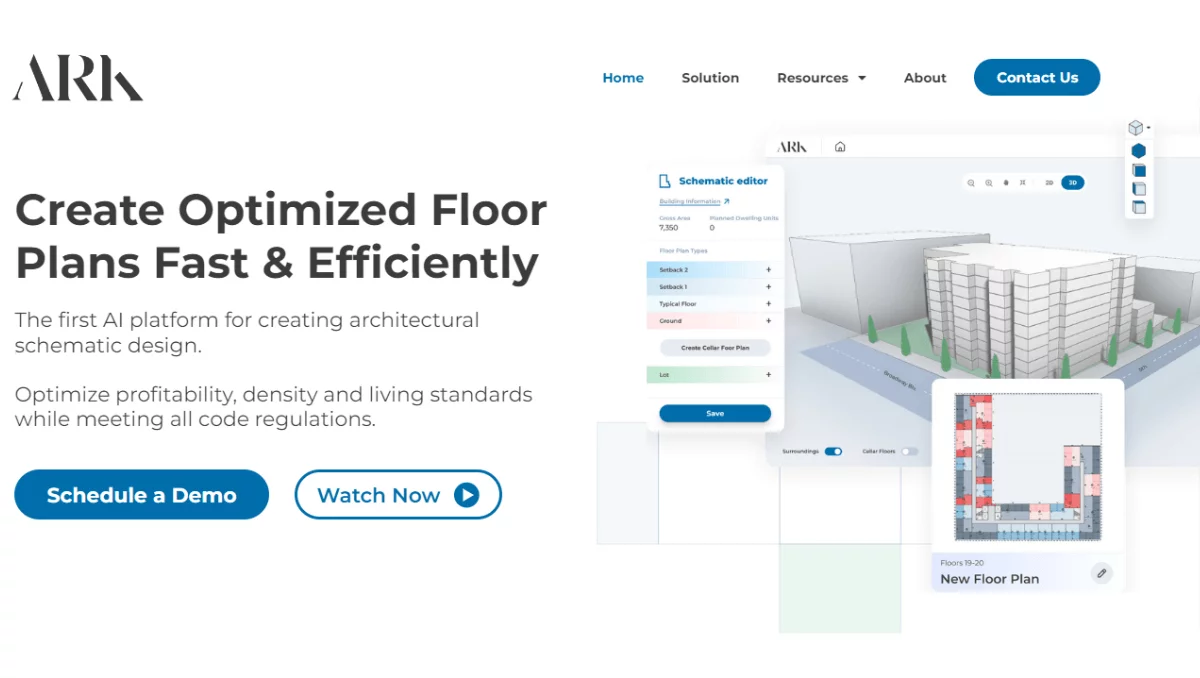 ARK
Home Solution Resources About Contact Us
Create Optimized Floor
Plans Fast & Efficiently
The first AI platform for creating architectural
schematic design.
Optimize profitability, density and living standards
while meeting all code regulations.
Schedule a Demo
Watch Now
ARK
Schematic editor
Building Information
Gross Area Planned Dwelling Units
7,350 0
Floor Plan Types
Setback 2 +
Setback 1 +
Typical Floor +
Ground +
Create Cellar Foor Plan
Lot +
Save
2D 3D
Broadway Blv.
Surroundings Cellar Floors
Floors 19-20
New Floor Plan